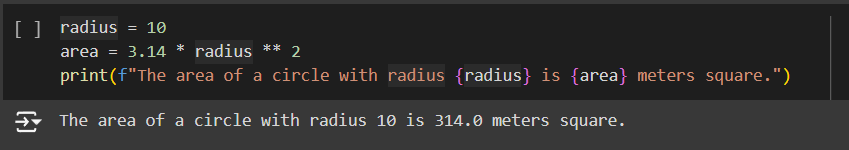 [ ] radius = 10
area = 3.14 * radius ** 2
print(f"The area of a circle with radius {radius} is {area} meters square.")
The area of a circle with radius 10 is 314.0 meters square.